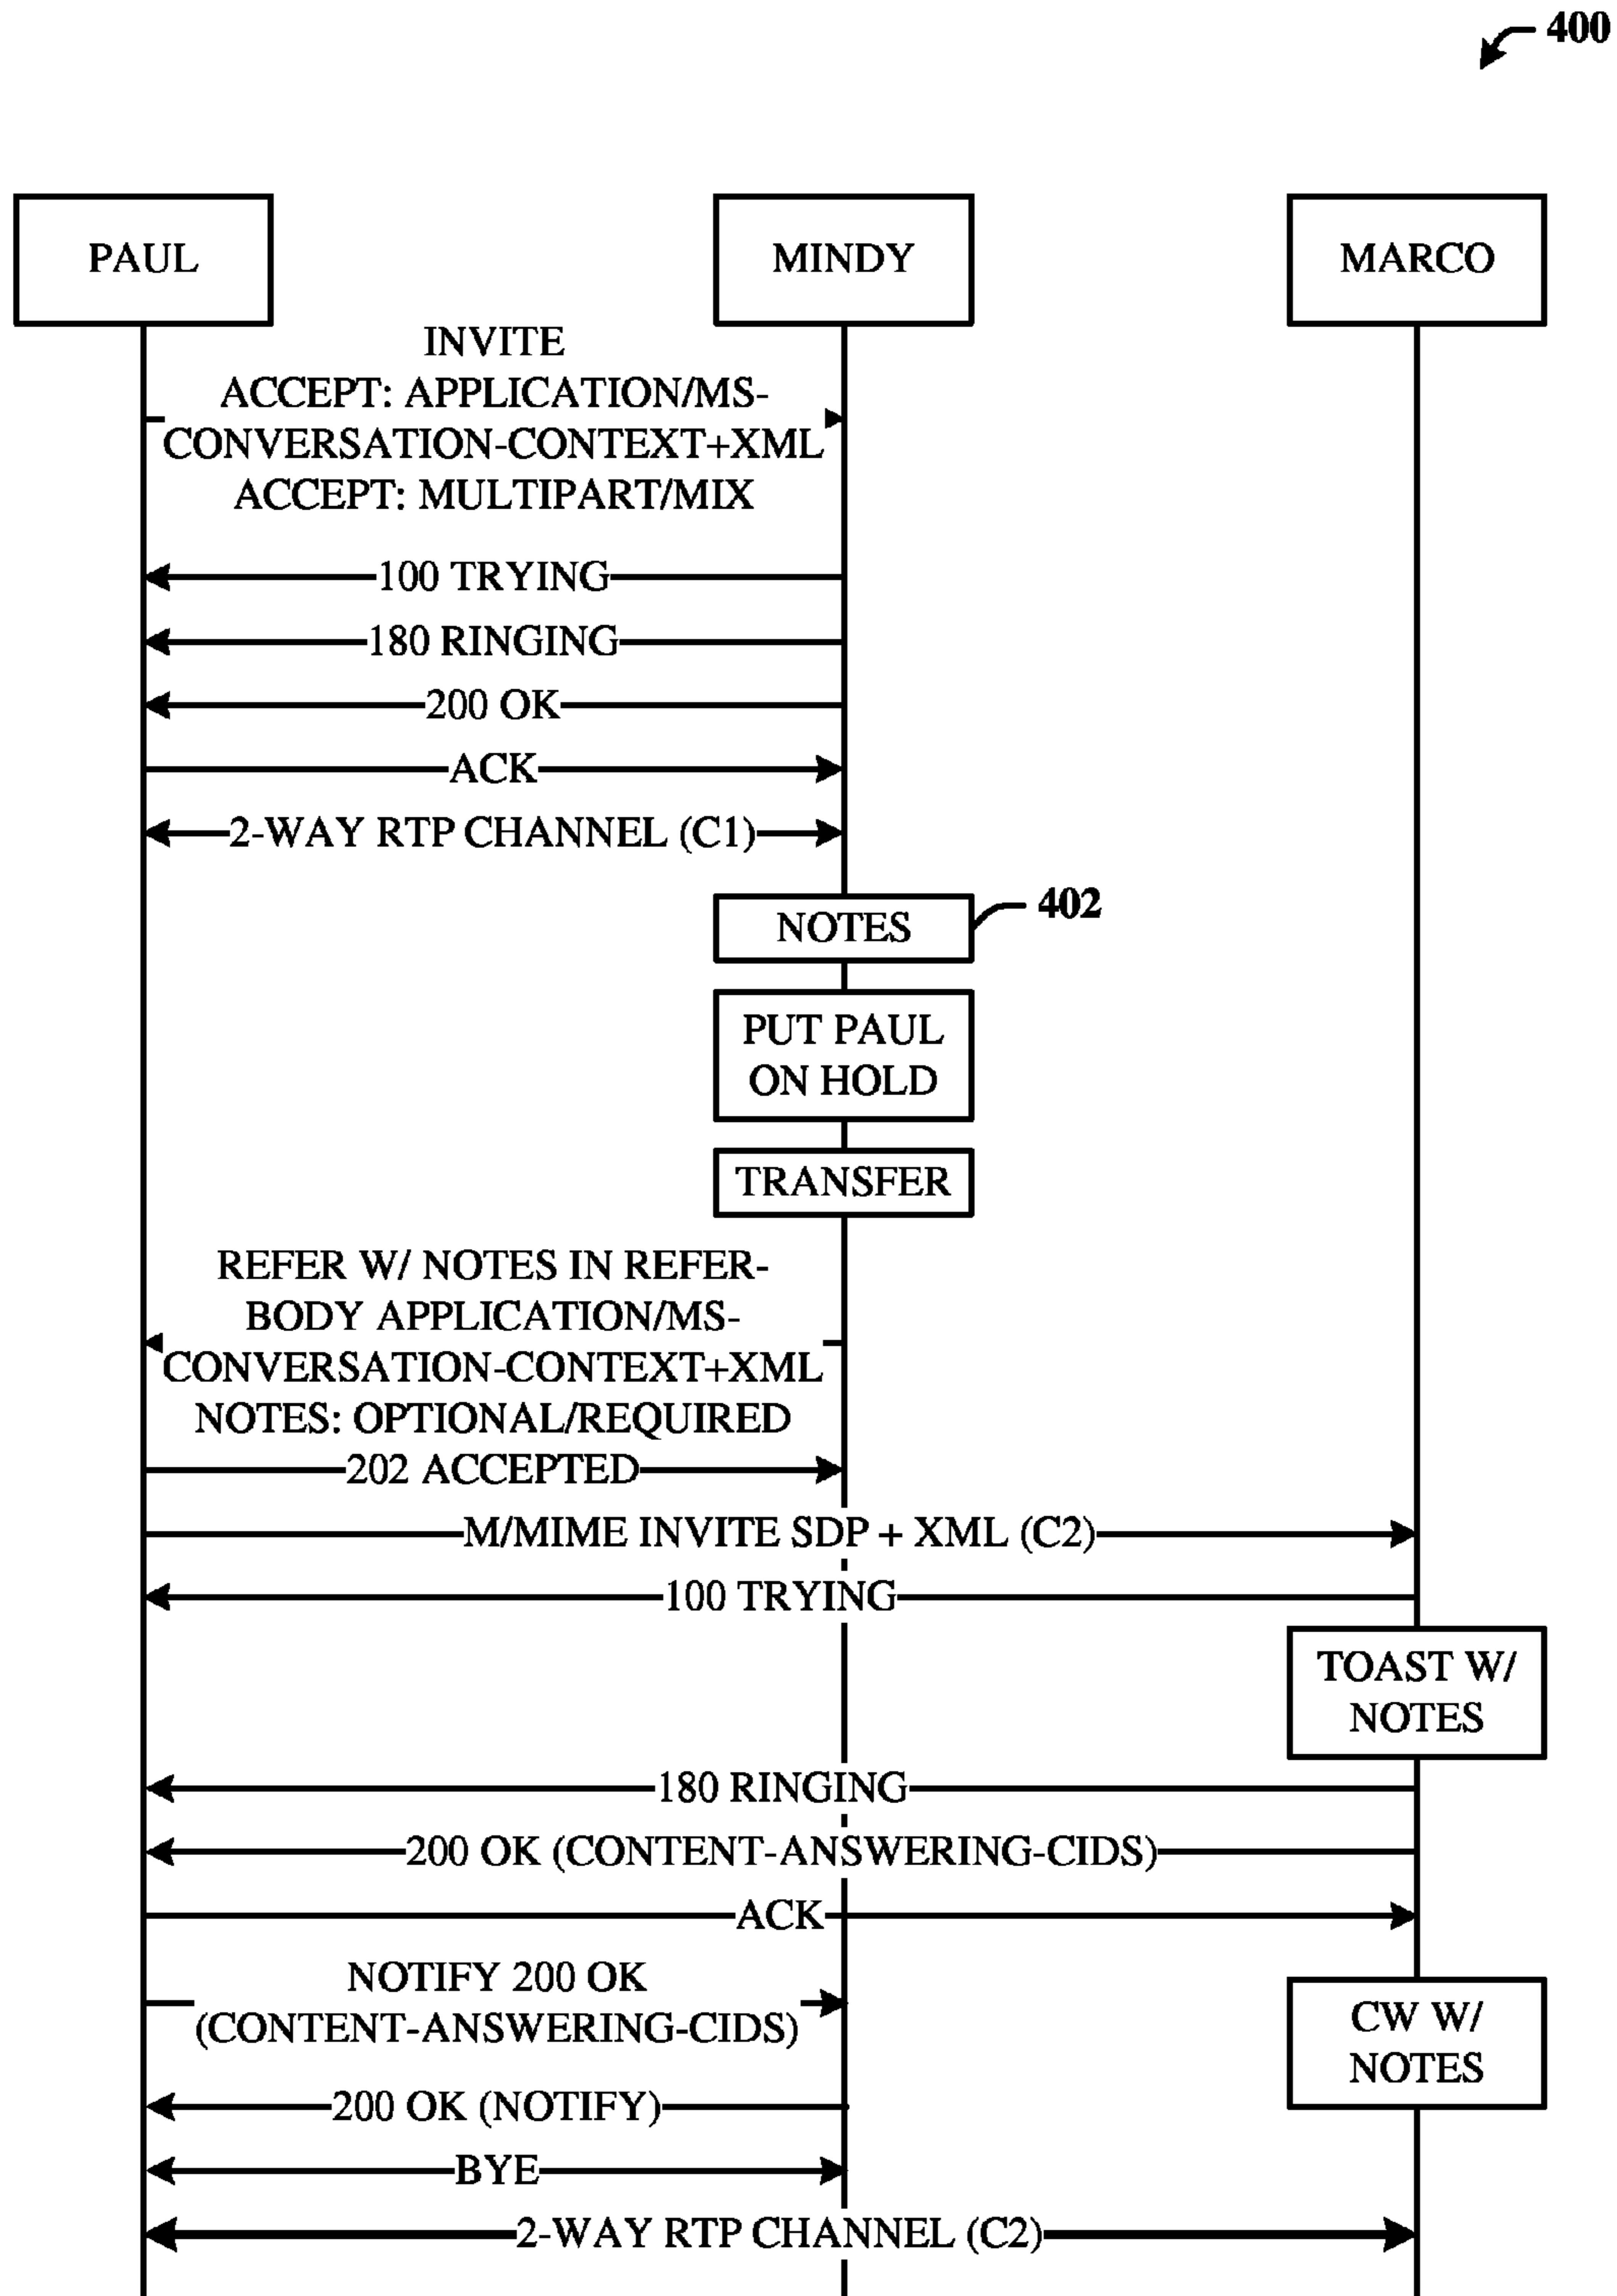 400
PAUL
MINDY
MARCO
INVITE
ACCEPT: APPLICATION/MS-
CONVERSATION-CONTEXT+XML
ACCEPT: MULTIPART/MIX
100 TRYING
180 RINGING
200 OK
ACK
2-WAY RTP CHANNEL (C1)
NOTES
402
PUT PAUL
ON HOLD
TRANSFER
REFER W/ NOTES IN REFER-
BODY APPLICATION/MS-
CONVERSATION-CONTEXT+XML
NOTES: OPTIONAL/REQUIRED
202 ACCEPTED
M/MIME INVITE SDP + XML (C2)
100 TRYING
TOAST W/
NOTES
180 RINGING
200 OK (CONTENT-ANSWERING-CIDS)
ACK
NOTIFY 200 OK
(CONTENT-ANSWERING-CIDS)
CW W/
NOTES
200 OK (NOTIFY)
BYE
2-WAY RTP CHANNEL (C2)